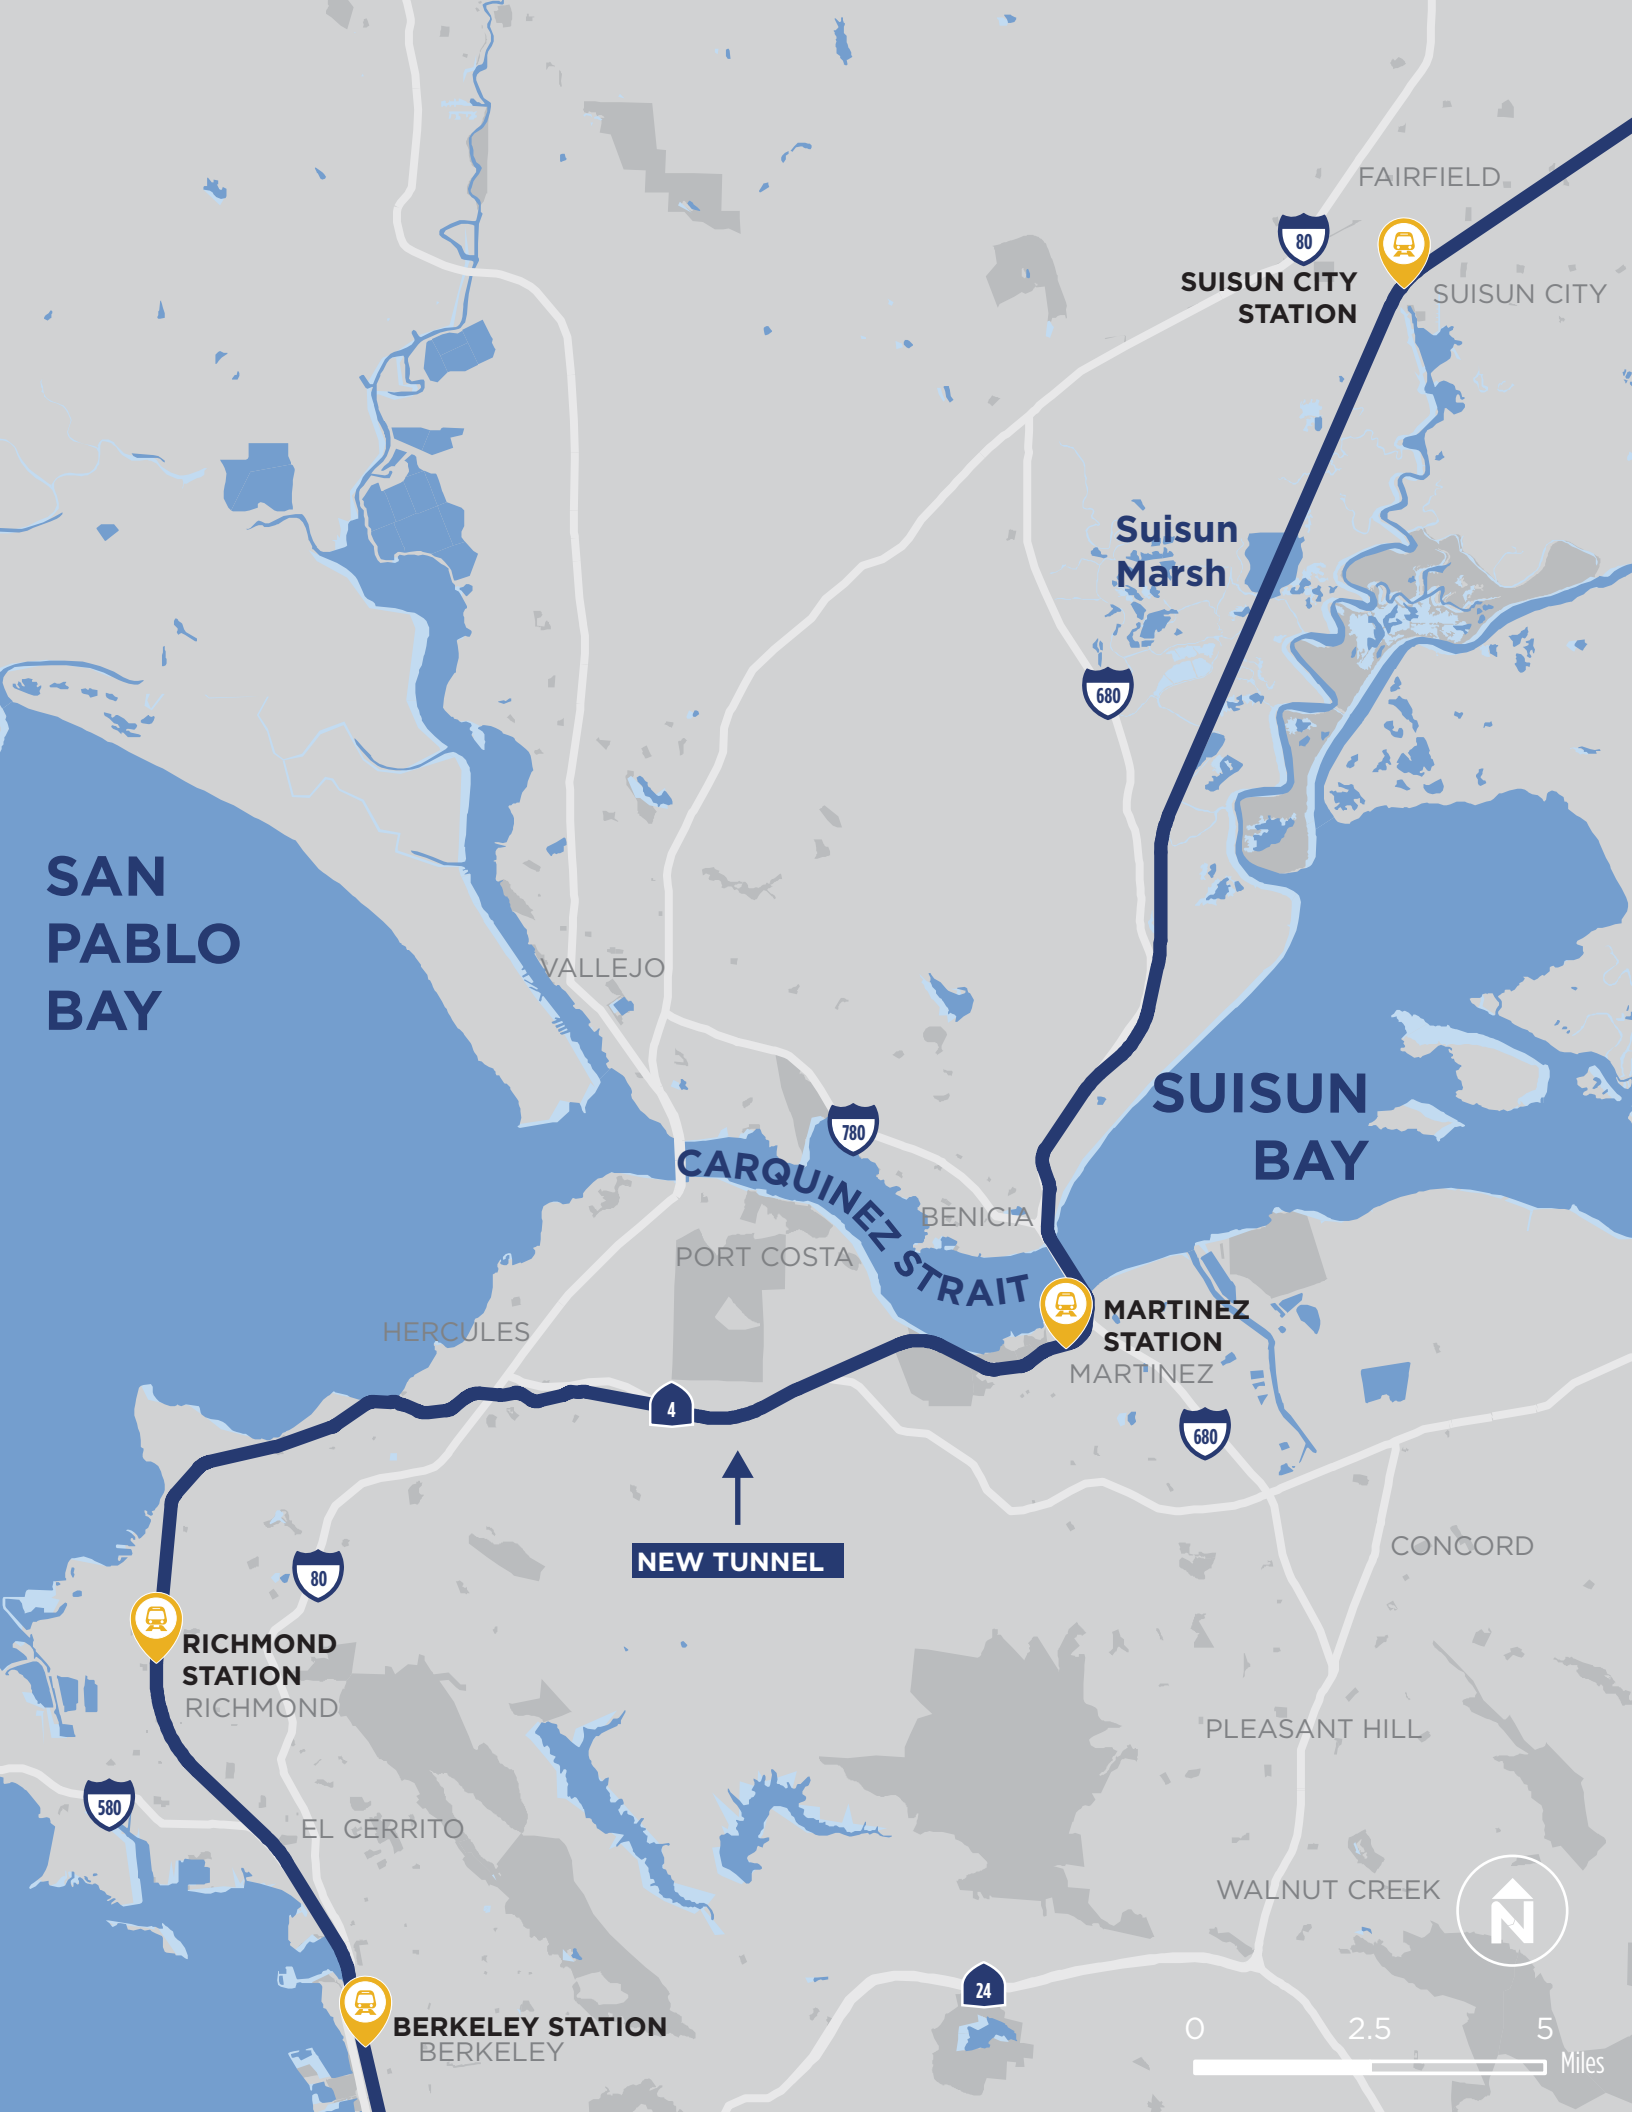 FAIRFIELD
80
SUISUN CITY
STATION
SUISUN CITY
Suisun
Marsh
680
SAN
PABLO
BAY
VALLEJO
SUISUN
BAY
780
CARQUINEZ STRAIT
BENICIA
PORT COSTA
MARTINEZ
STATION
MARTINEZ
HERCULES
4
680
NEW TUNNEL
CONCORD
80
RICHMOND
STATION
RICHMOND
PLEASANT HILL
580
EL CERRITO
WALNUT CREEK
N
24
BERKELEY STATION
BERKELEY
0 2.5 5
Miles